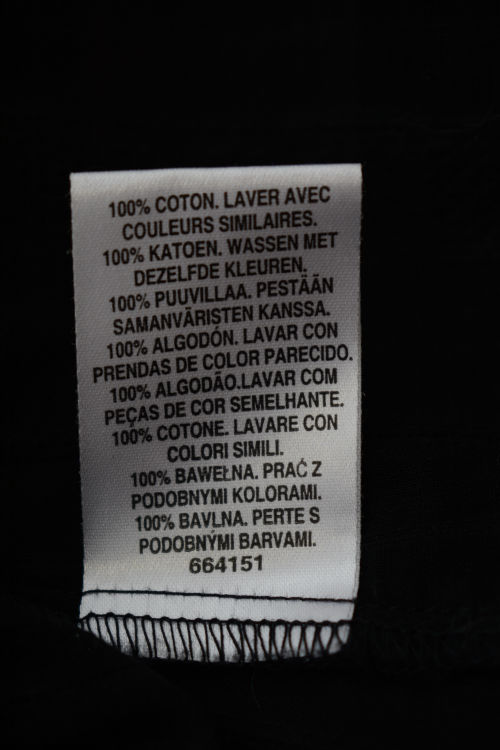 100% COTON. LAVER AVEC
COULEURS SIMILAIRES.
100% KATOEN. WASSEN MET
DEZELFDE KLEUREN.
100% PUUVILLAA. PESTÄÄN
SAMANVÄRISTEN KANSSA.
100% ALGODÓN. LAVAR CON
PRENDAS DE COLOR PARECIDO.
100% ALGODÃO.LAVAR COM
PEÇAS DE COR SEMELHANTE.
100% COTONE. LAVARE CON
COLORI SIMILI.
100% BAWEŁNA. PRAĆ Z
PODOBNYMI KOLORAMI.
100% BAVLNA. PERTE S
PODOBNÝMI BARVAMI.
664151